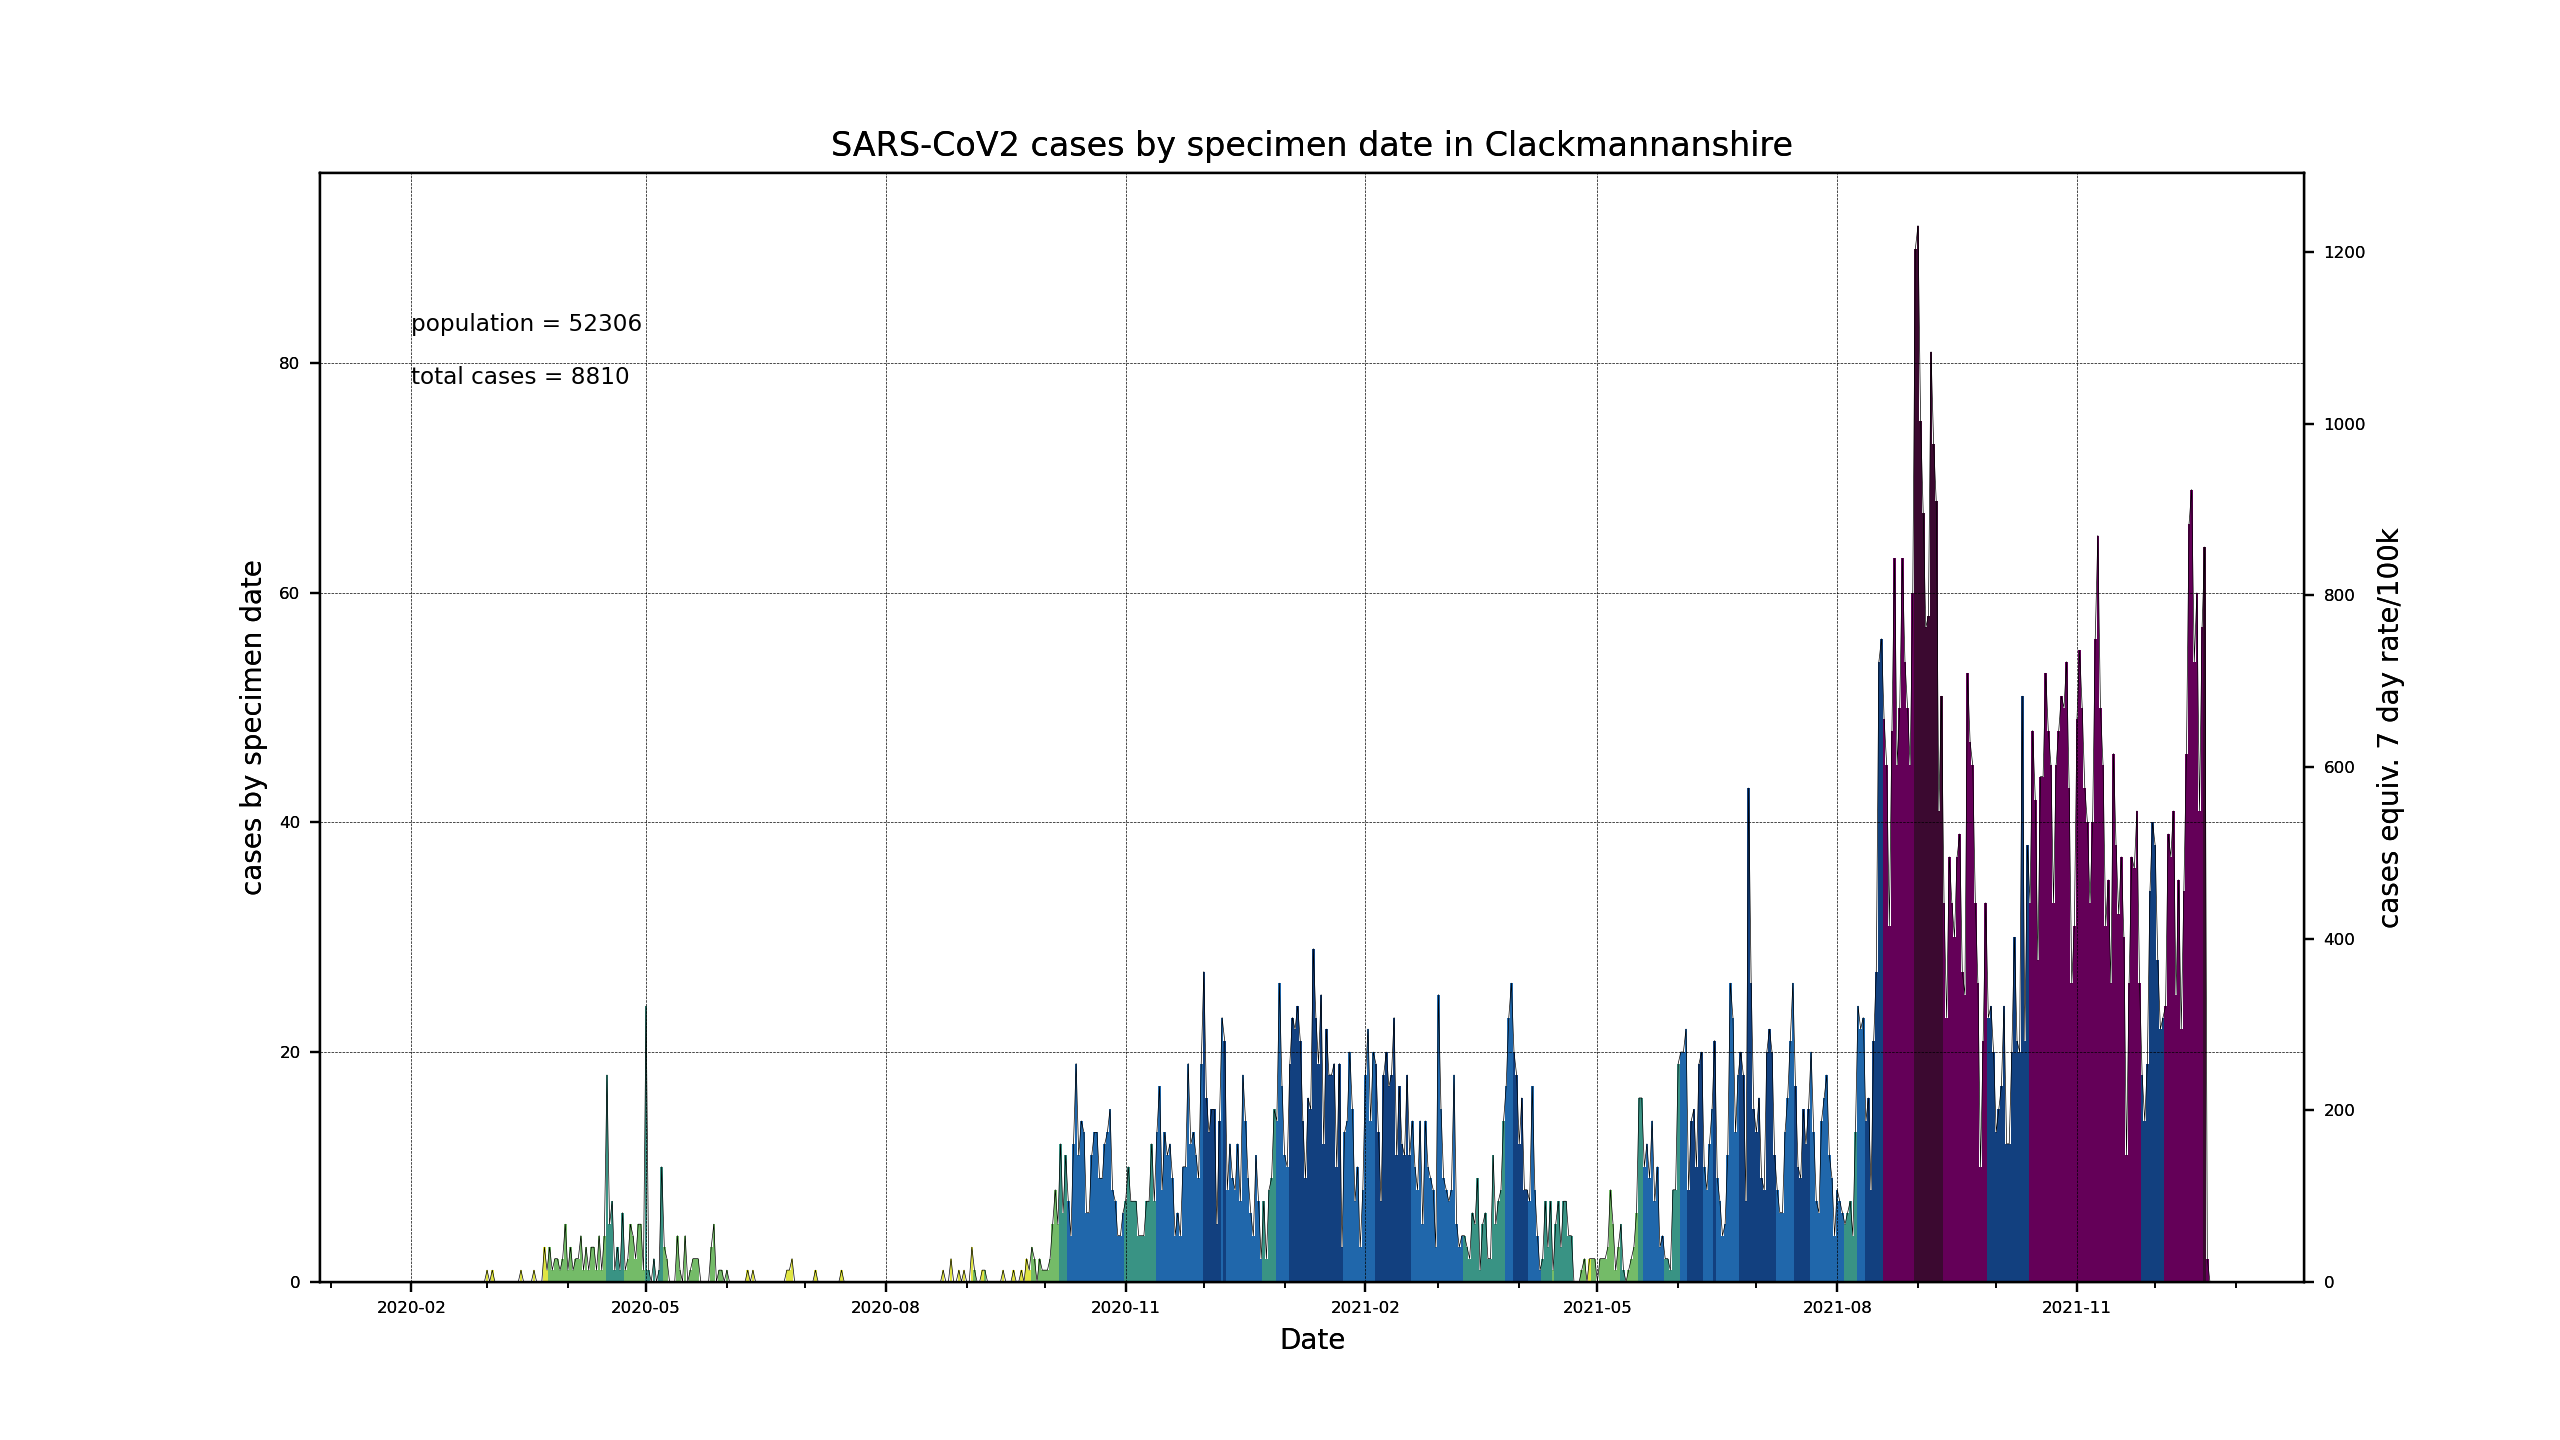 SARS-CoV2 cases by specimen date in Clackmannanshire
population = 52306
total cases = 8810
cases by specimen date
80
60
40
20
0
1200
1000
800
600
400
200
0
cases equiv. 7 day rate/100k
2020-02 2020-05 2020-08 2020-11 2021-02 2021-05 2021-08 2021-11
Date